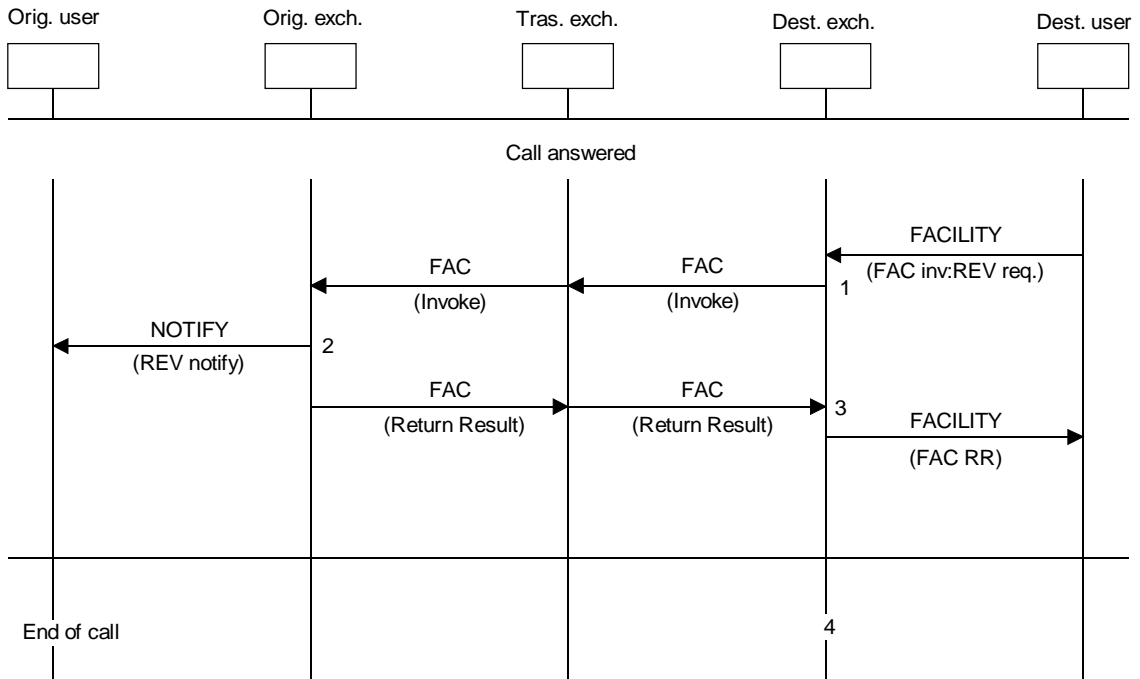 Orig. user
Orig. exch.
Tras. exch.
Dest. exch.
Dest. user
Call answered
FACILITY
(FAC inv:REV req.)
FAC
(Invoke)
FAC
(Invoke)
1
NOTIFY
(REV notify)
2
FAC
(Return Result)
FAC
(Return Result)
3
FACILITY
(FAC RR)
End of call
4